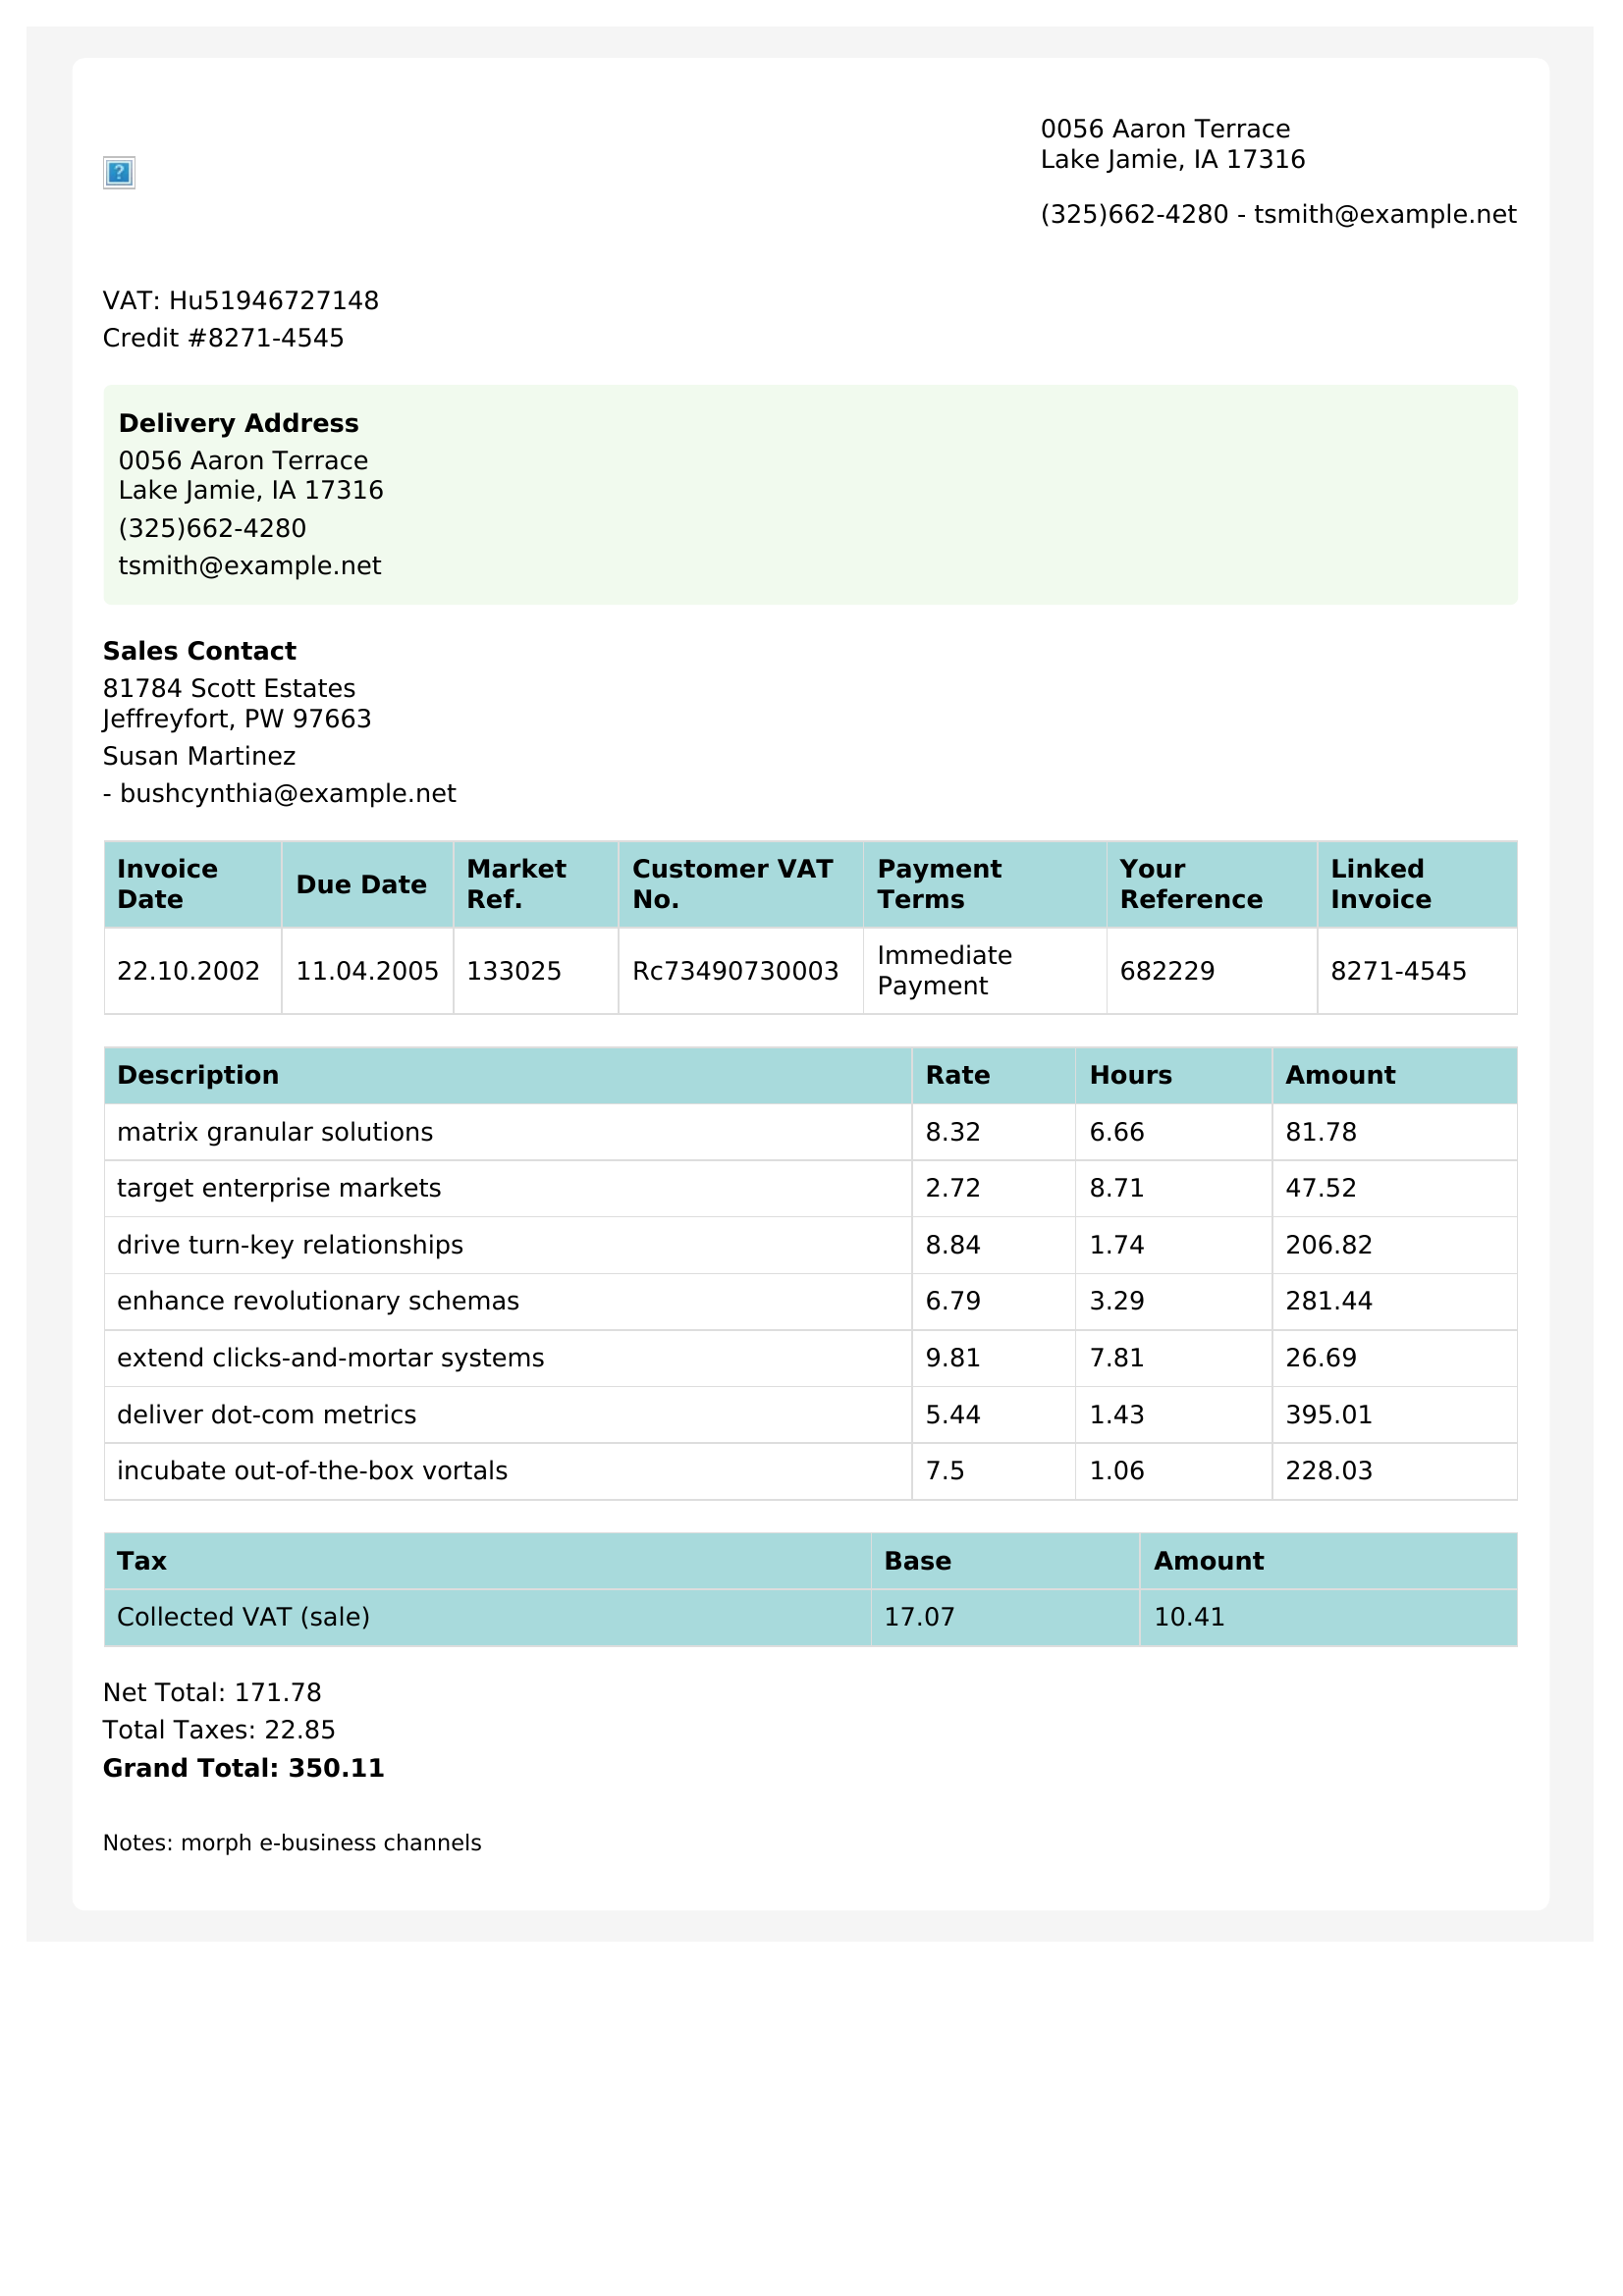 0056 Aaron Terrace
Lake Jamie, IA 17316
(325)662-4280 - tsmith@example.net
VAT: Hu51946727148
Credit #8271-4545
Delivery Address
0056 Aaron Terrace
Lake Jamie, IA 17316
(325)662-4280
tsmith@example.net
Sales Contact
81784 Scott Estates
Jeffreyfort, PW 97663
Susan Martinez
- bushcynthia@example.net
Invoice Date Due Date Market Ref. Customer VAT No. Payment Terms Your Reference Linked Invoice
22.10.2002 11.04.2005 133025 Rc73490730003 Immediate Payment 682229 8271-4545
Description Rate Hours Amount
matrix granular solutions 8.32 6.66 81.78
target enterprise markets 2.72 8.71 47.52
drive turn-key relationships 8.84 1.74 206.82
enhance revolutionary schemas 6.79 3.29 281.44
extend clicks-and-mortar systems 9.81 7.81 26.69
deliver dot-com metrics 5.44 1.43 395.01
incubate out-of-the-box vortals 7.5 1.06 228.03
Tax Base Amount
Collected VAT (sale) 17.07 10.41
Net Total: 171.78
Total Taxes: 22.85
Grand Total: 350.11
Notes: morph e-business channels